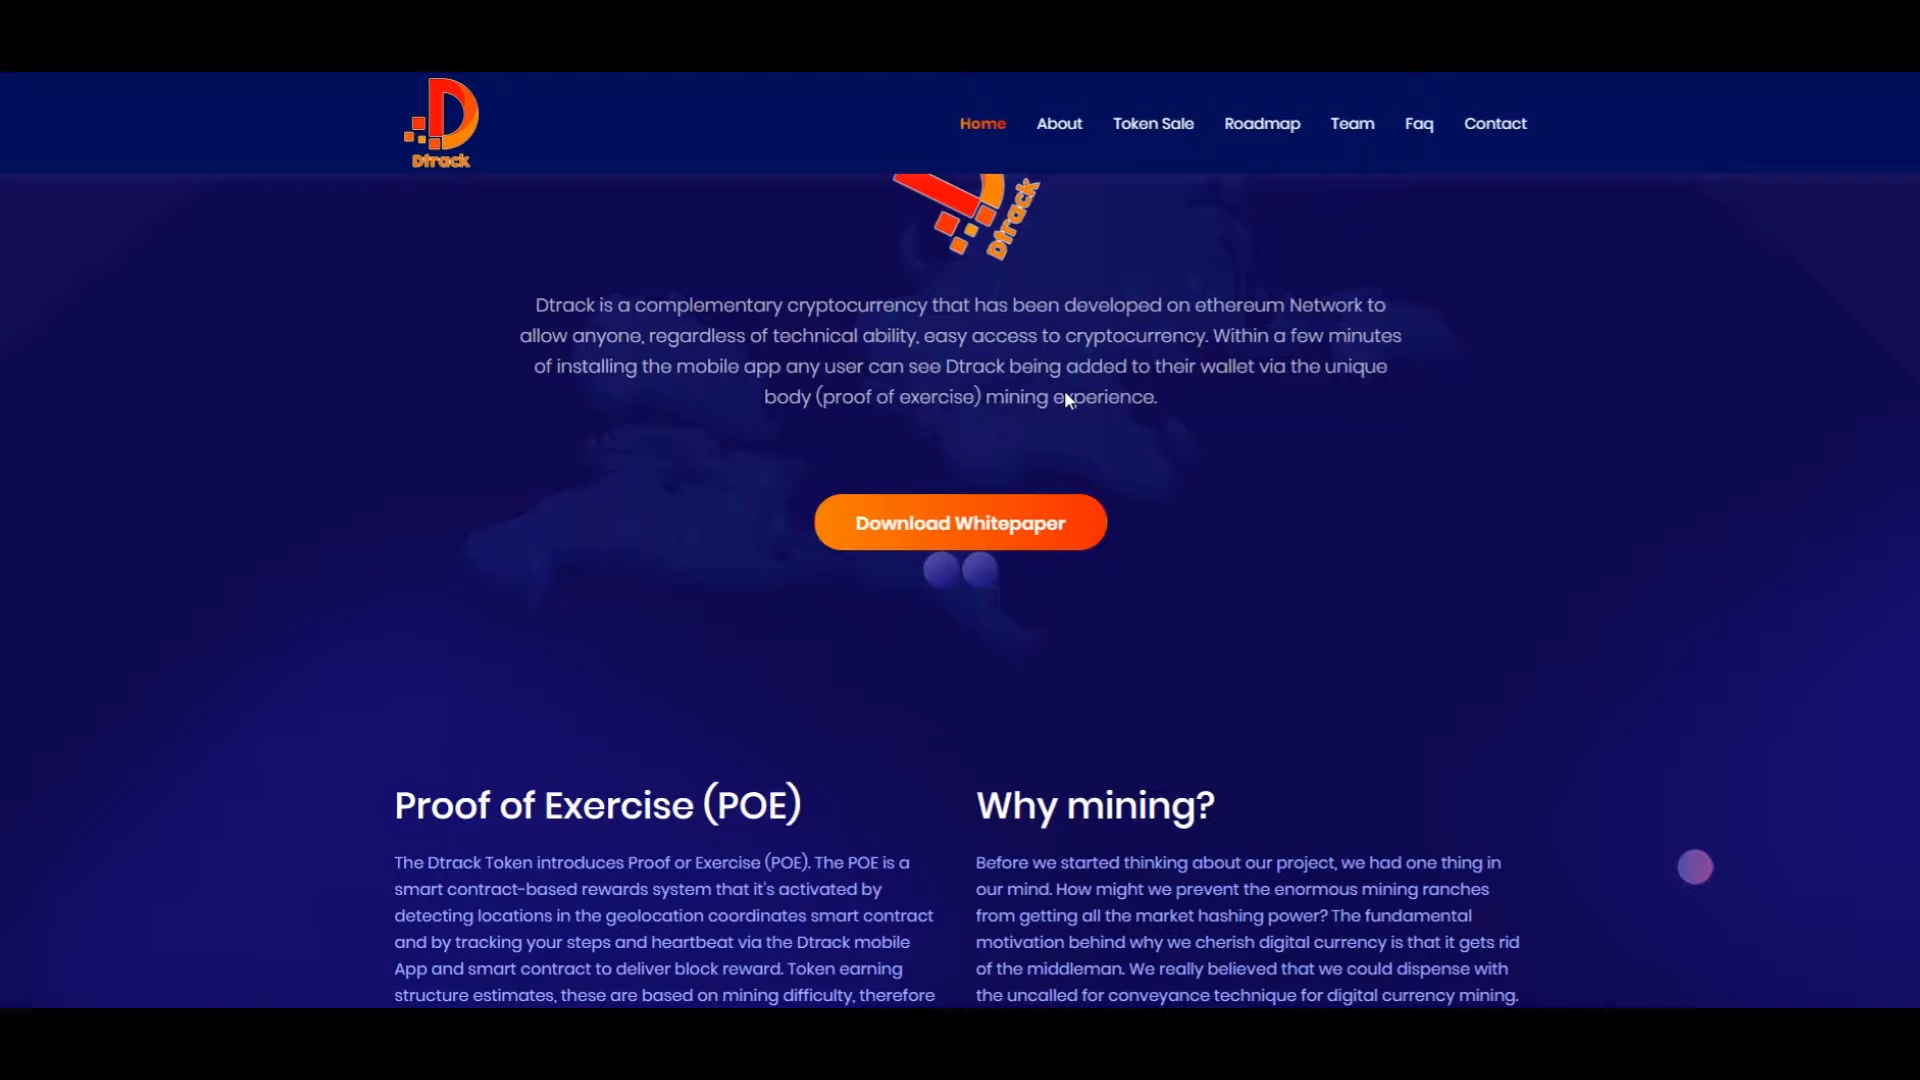 Dtrack
Home About Token Sale Roadmap Team Faq Contact
Dtrack
Dtrack is a complementary cryptocurrency that has been developed on ethereum Network to
allow anyone, regardless of technical ability, easy access to cryptocurrency. Within a few minutes
of installing the mobile app any user can see Dtrack being added to their wallet via the unique
body (proof of exercise) mining experience.
Download Whitepaper
Proof of Exercise (POE)
The Dtrack Token introduces Proof or Exercise (POE). The POE is a
smart contract-based rewards system that it's activated by
detecting locations in the geolocation coordinates smart contract
and by tracking your steps and heartbeat via the Dtrack mobile
App and smart contract to deliver block reward. Token earning
structure estimates, these are based on mining difficulty, therefore
Why mining?
Before we started thinking about our project, we had one thing in
our mind. How might we prevent the enormous mining ranches
from getting all the market hashing power? The fundamental
motivation behind why we cherish digital currency is that it gets rid
of the middleman. We really believed that we could dispense with
the uncalled for conveyance technique for digital currency mining.